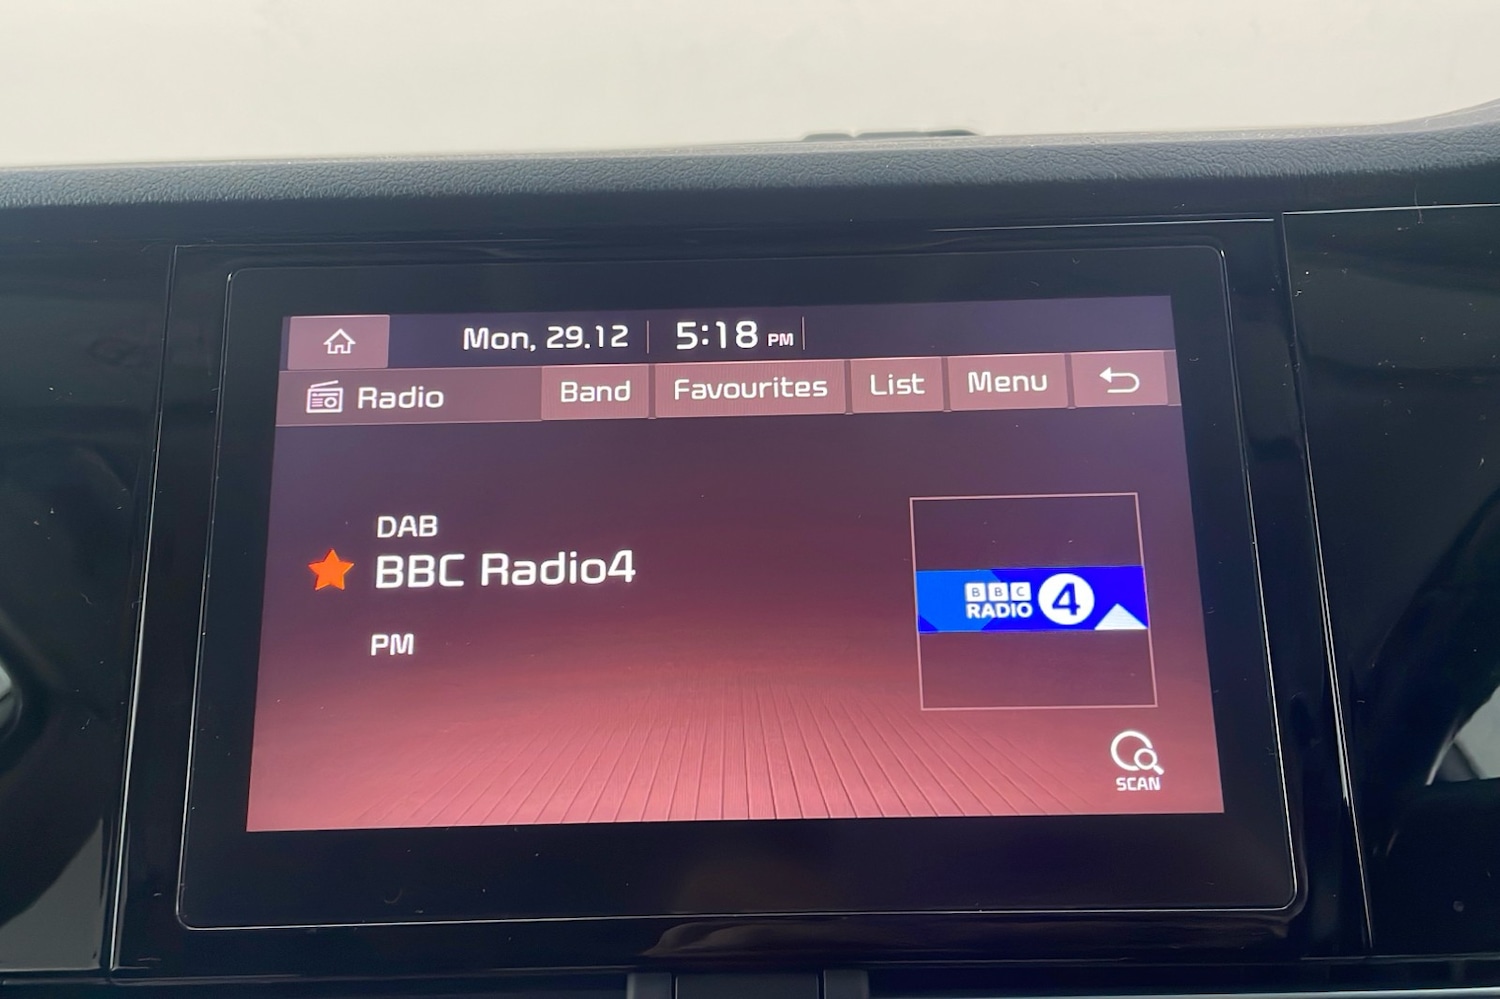 Mon, 29.12 5:18 PM
Radio Band Favourites List Menu
DAB
BBC Radio4
PM
BBC
RADIO 4
SCAN